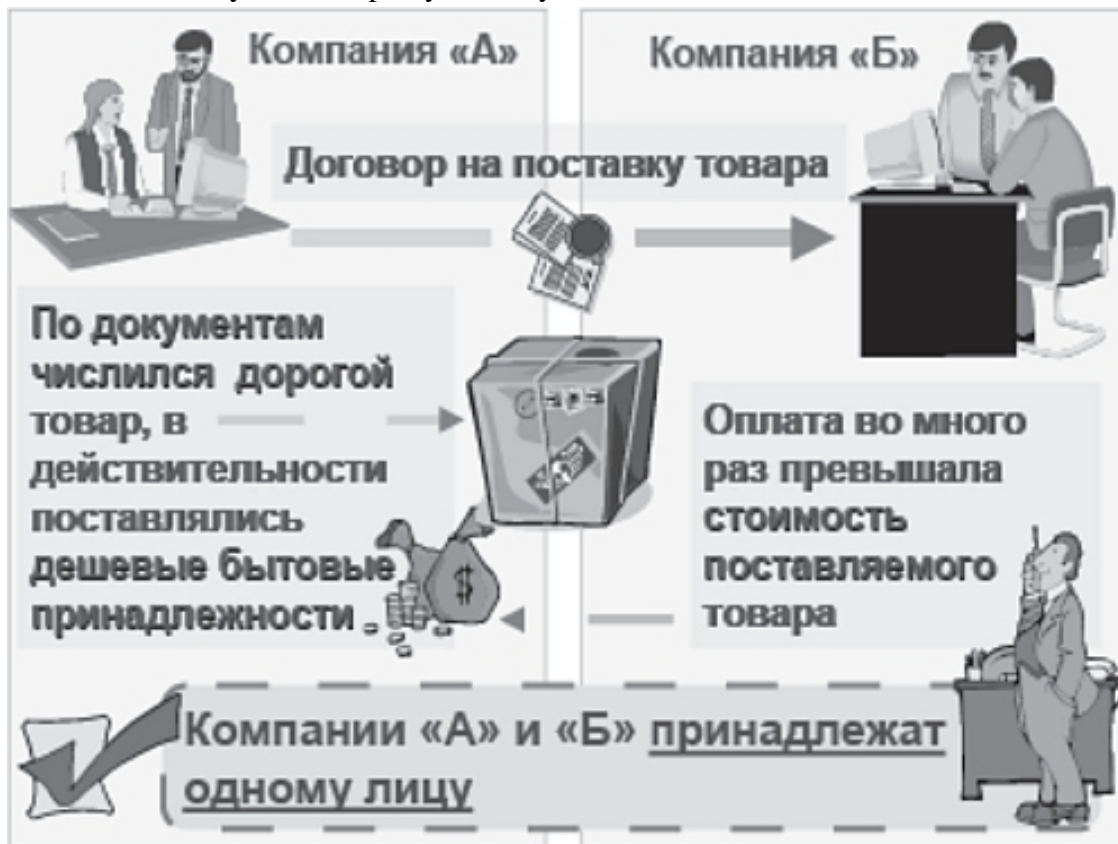 Компания «А»
Компания «Б»
Договор на поставку товара
По документам
числился дорогой
товар, в
действительности
поставлялись
дешевые бытовые
принадлежности
Оплата во много
раз превышала
стоимость
поставляемого
товара
$
Компании «А» и «Б» принадлежат
одному лицу